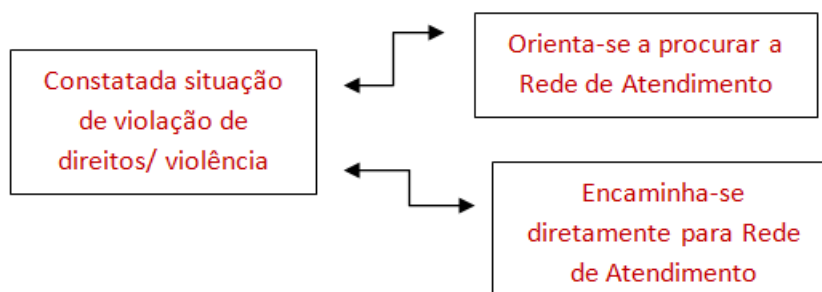 Constatada situação
de violação de
direitos/ violência
Orienta-se a procurar a
Rede de Atendimento
Encaminha-se
diretamente para Rede
de Atendimento